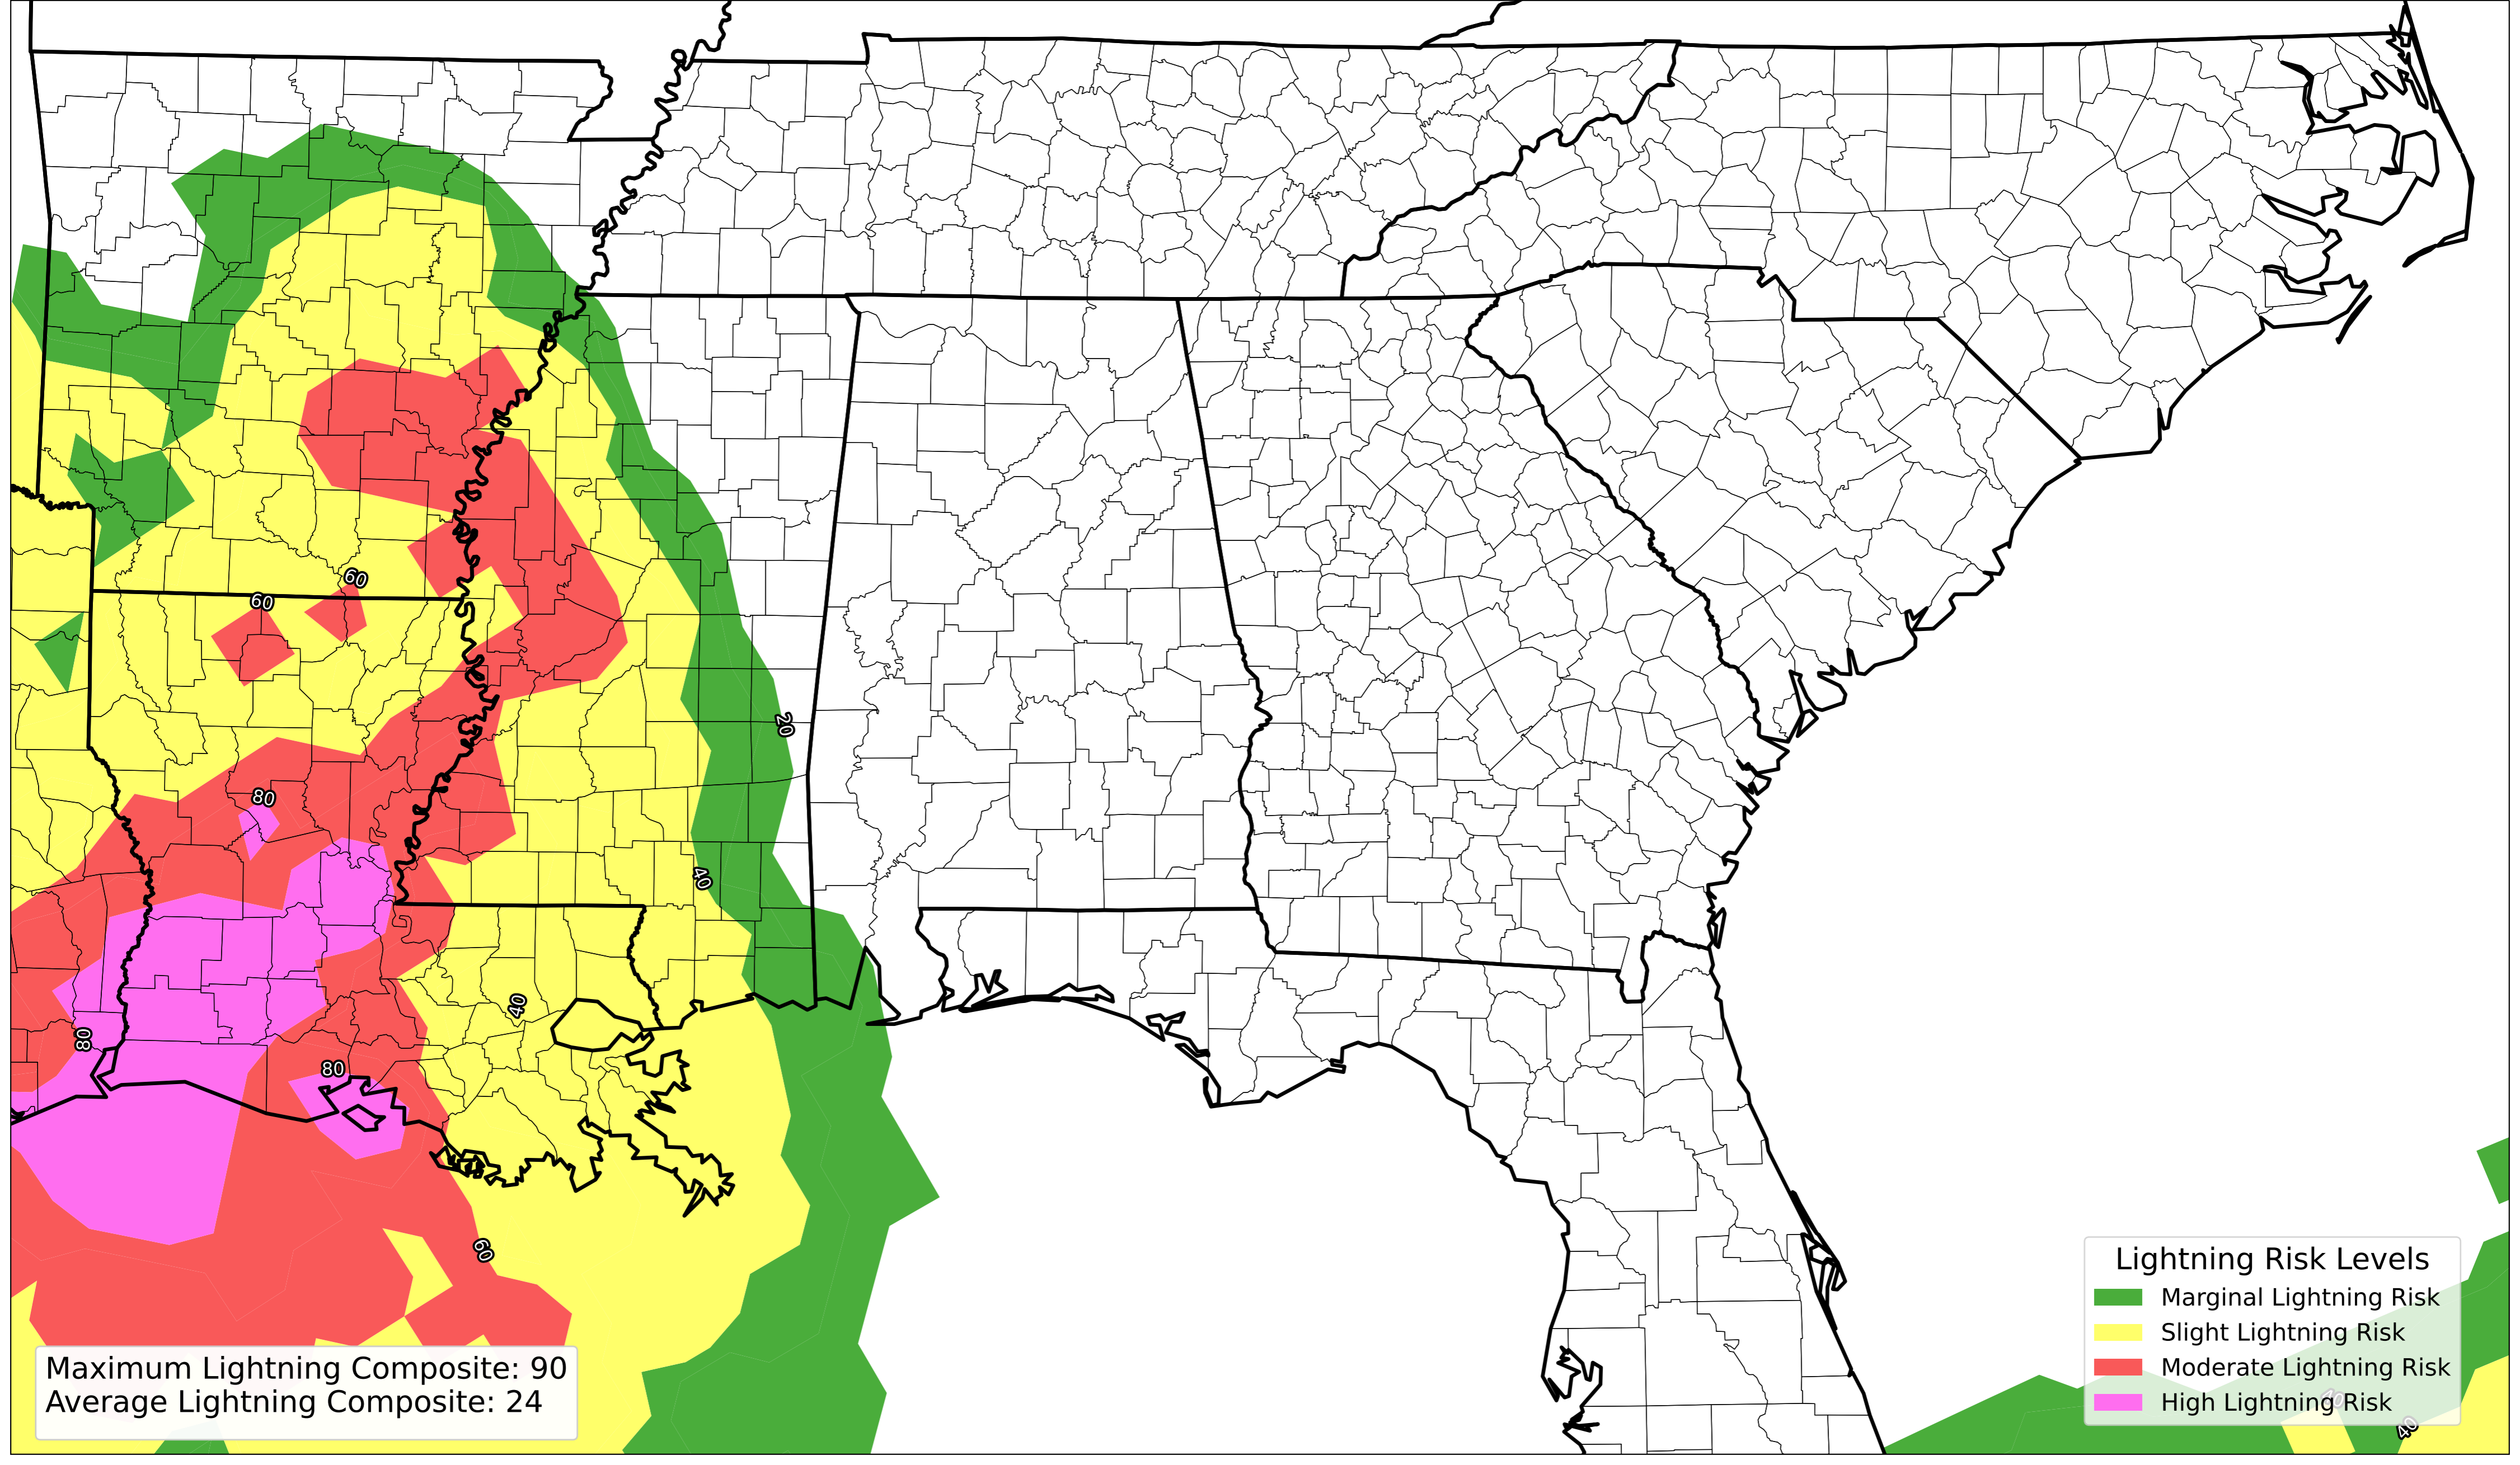 60
60
80
20
40
40
80
80
60
Lightning Risk Levels
Marginal Lightning Risk
Slight Lightning Risk
Moderate Lightning Risk
High Lightning Risk
40
Maximum Lightning Composite: 90
Average Lightning Composite: 24